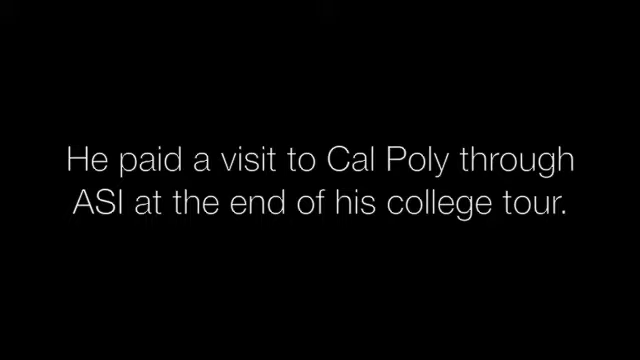 He paid a visit to Cal Poly through
ASI at the end of his college tour.